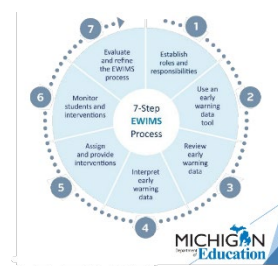 7
1
Evaluate
and refine
the EWIMS
process
Establish
roles and
responsibilities
6
Monitor
students and
interventions
7-Step
EWIMS
Process
Use an
early
warning data
tool
2
Assign
and provide
interventions
Review
early
warning
data
5
Interpret
early
warning
data
3
4
MICHIGAN
Department of
Education